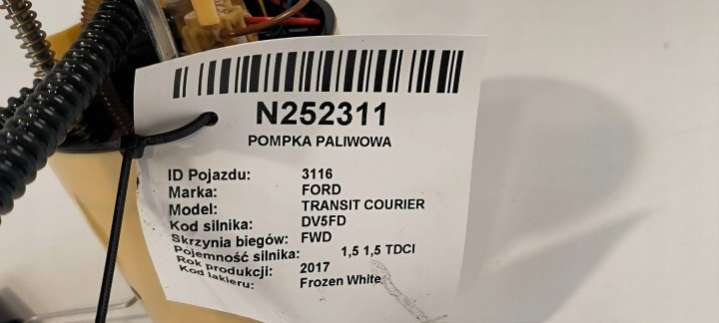 N252311
POMPKA PALIWOWA
ID Pojazdu: 3116
Marka: FORD
Model: TRANSIT COURIER
Kod silnika: DV5FD
Skrzynia biegów: FWD
Pojemność silnika: 1,5 1,5 TDCI
Rok produkcji: 2017
Kod lakieru: Frozen White